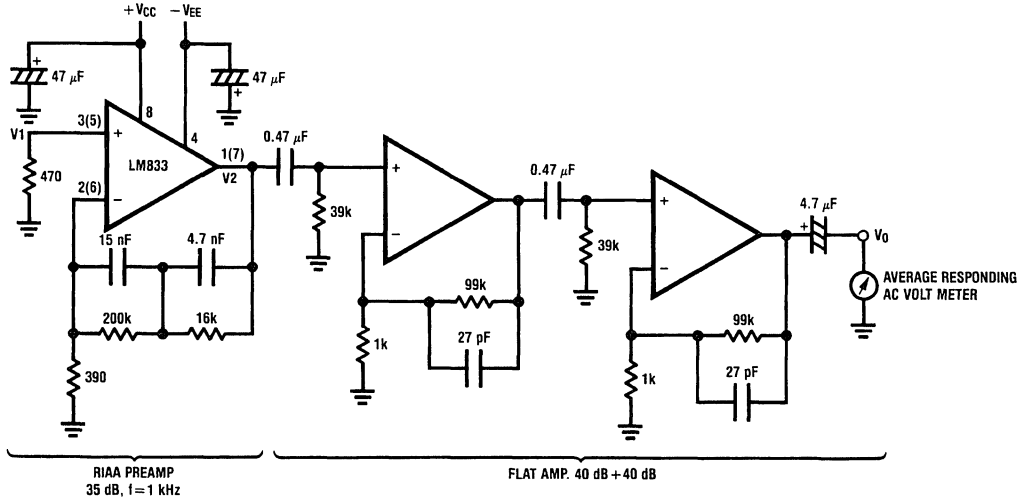 +VCC
−VEE
+
47 µF
47 µF
+
8
V1
3(5)
+
4
0.47 µF
LM833
1(7)
V2
470
2(6)
−
+
0.47 µF
39k
4.7 µF
+
+
V0
15 nF
4.7 nF
−
39k
AVERAGE RESPONDING
AC VOLT METER
−
99k
200k
16k
99k
1k
27 pF
390
1k
27 pF
RIAA PREAMP
35 dB, f=1 kHz
FLAT AMP. 40 dB+40 dB